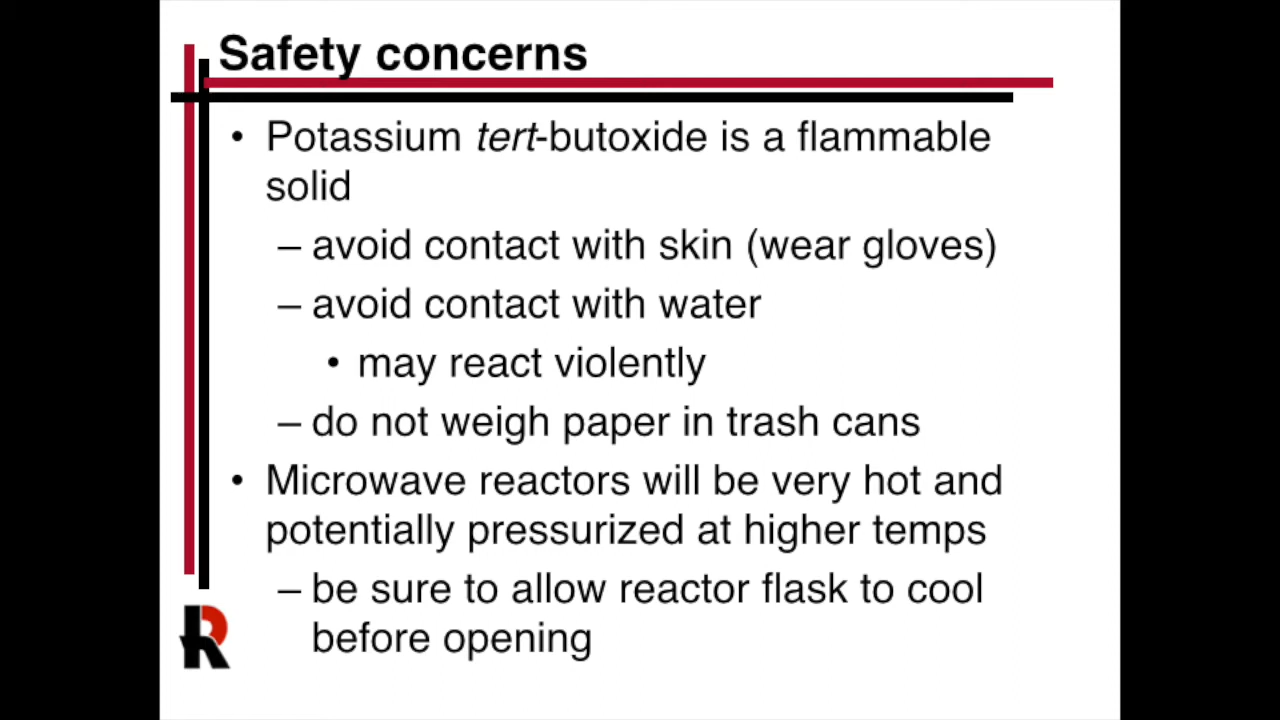 Safety concerns
• Potassium tert-butoxide is a flammable
solid
– avoid contact with skin (wear gloves)
– avoid contact with water
• may react violently
– do not weigh paper in trash cans
• Microwave reactors will be very hot and
potentially pressurized at higher temps
– be sure to allow reactor flask to cool
before opening
R